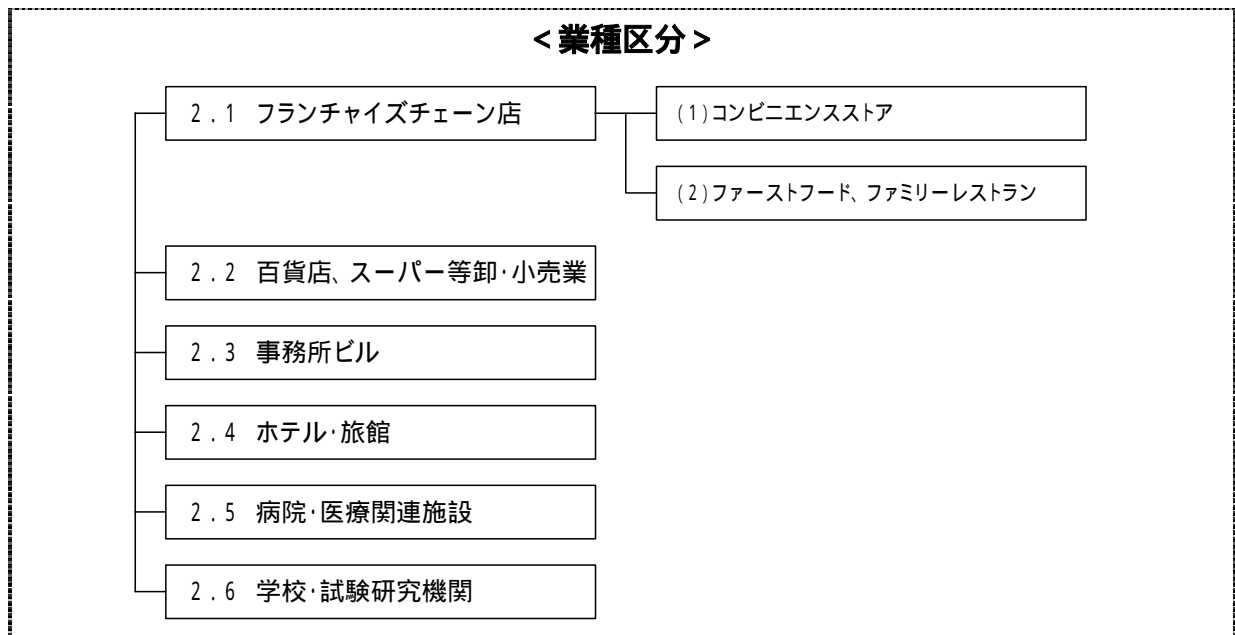 <業種区分>
2.1 フランチャイズチェーン店
(1)コンビニエンスストア
(2)ファーストフード、ファミリーレストラン
2.2 百貨店、スーパー等卸・小売業
2.3 事務所ビル
2.4 ホテル・旅館
2.5 病院・医療関連施設
2.6 学校・試験研究機関